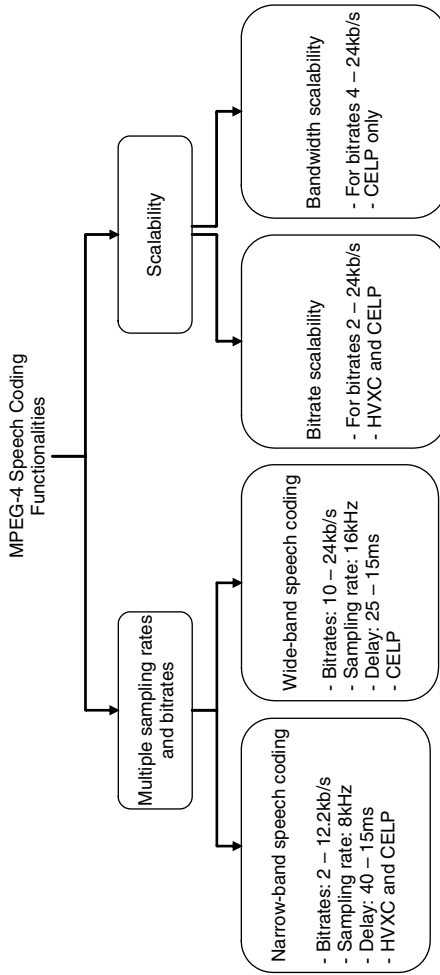 MPEG-4 Speech Coding
Functionalities
Multiple sampling rates
and bitrates
Scalability
Narrow-band speech coding
- Bitrates: 2 – 12.2kb/s
- Sampling rate: 8kHz
- Delay: 40 – 15ms
- HVXC and CELP
Wide-band speech coding
- Bitrates: 10 – 24kb/s
- Sampling rate: 16kHz
- Delay: 25 – 15ms
- CELP
Bitrate scalability
- For bitrates 2 – 24kb/s
- HVXC and CELP
Bandwidth scalability
- For bitrates 4 – 24kb/s
- CELP only